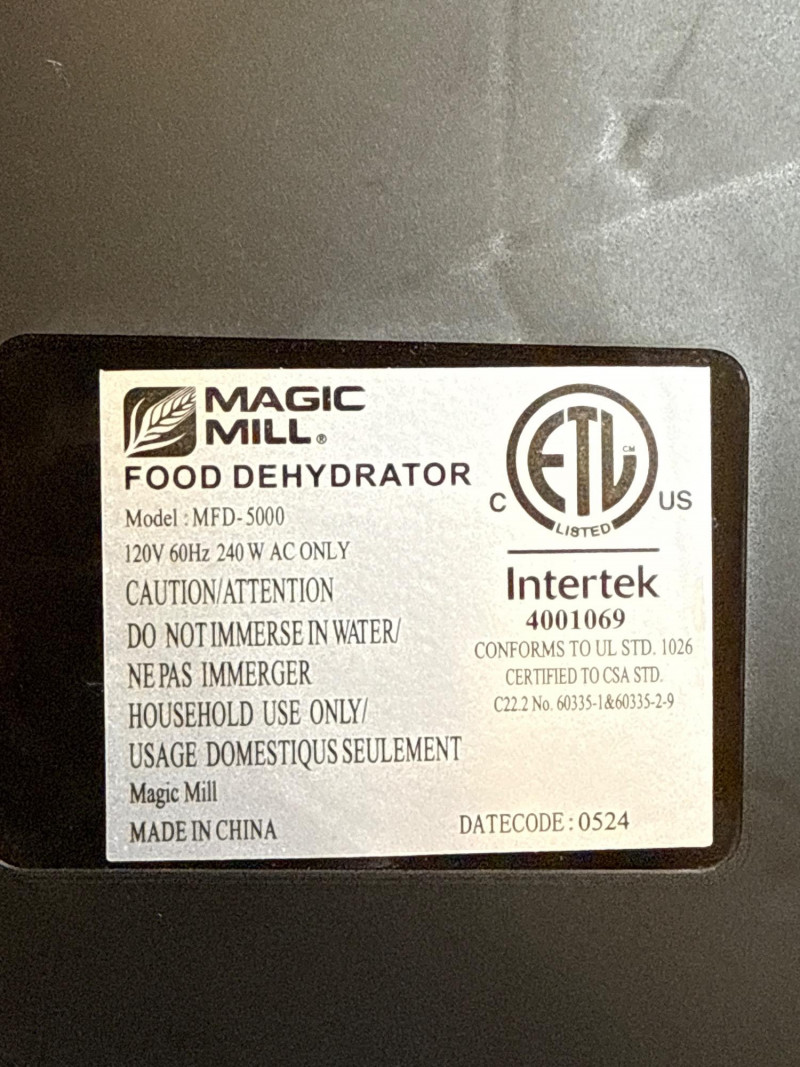 MAGIC
MILL®
FOOD DEHYDRATOR
Model : MFD-5000
120V 60Hz 240 W AC ONLY
CAUTION/ATTENTION
DO NOT IMMERSE IN WATER/
NE PAS IMMERGER
HOUSEHOLD USE ONLY/
USAGE DOMESTIQUS SEULEMENT
Magic Mill
MADE IN CHINA
ETL CM
C US
LISTED
Intertek
4001069
CONFORMS TO UL STD. 1026
CERTIFIED TO CSA STD.
C22.2 No. 60335-1&60335-2-9
DATECODE : 0524